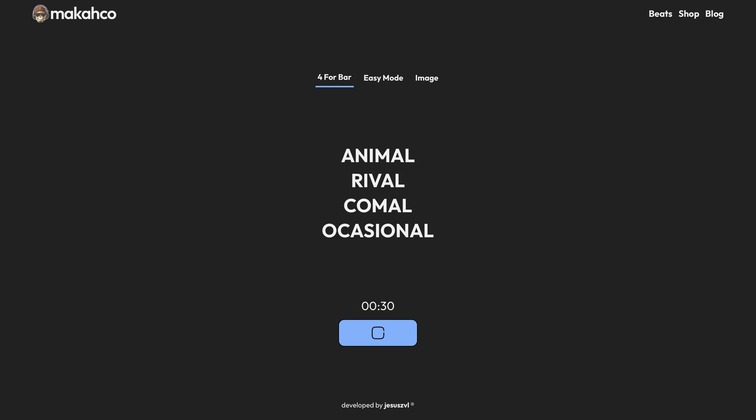 makahco
Beats Shop Blog
4 For Bar Easy Mode Image
ANIMAL
RIVAL
COMAL
OCASIONAL
00:30
developed by jesuszvl ®